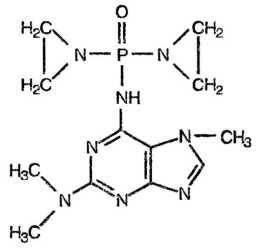 O
H₂C CH₂
N P N
H₂C CH₂
NH
N N CH₃
H₃C
N N N
H₃C